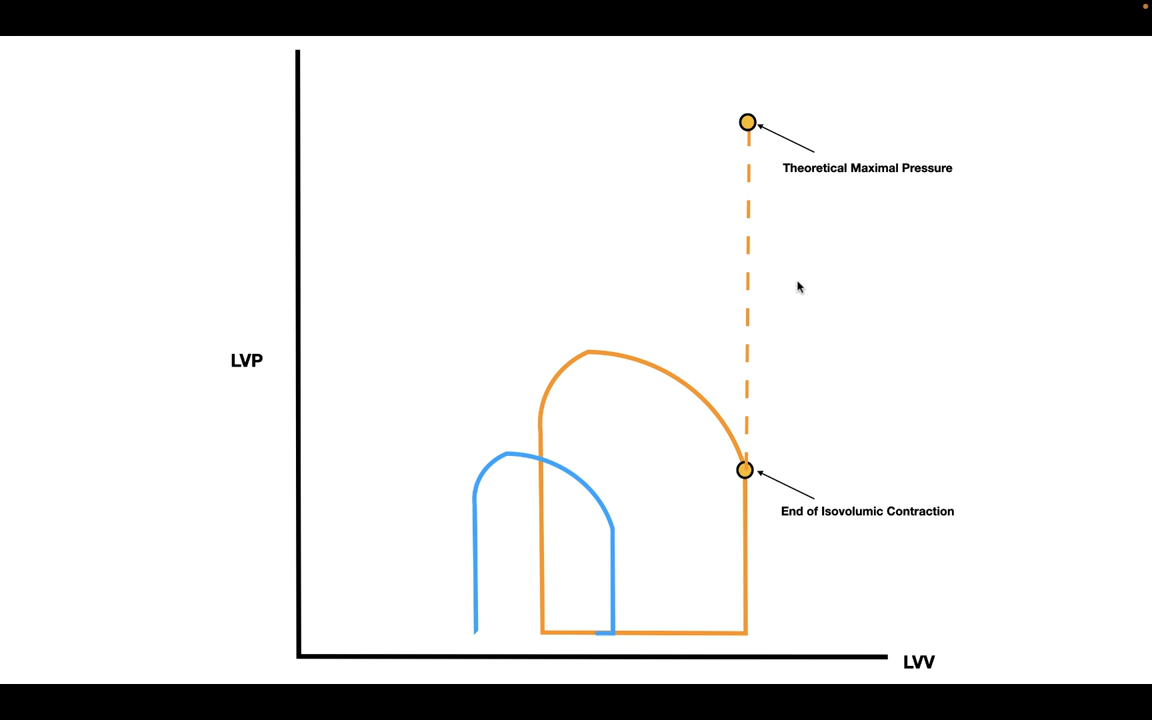 Theoretical Maximal Pressure
LVP
End of Isovolumic Contraction
LVV